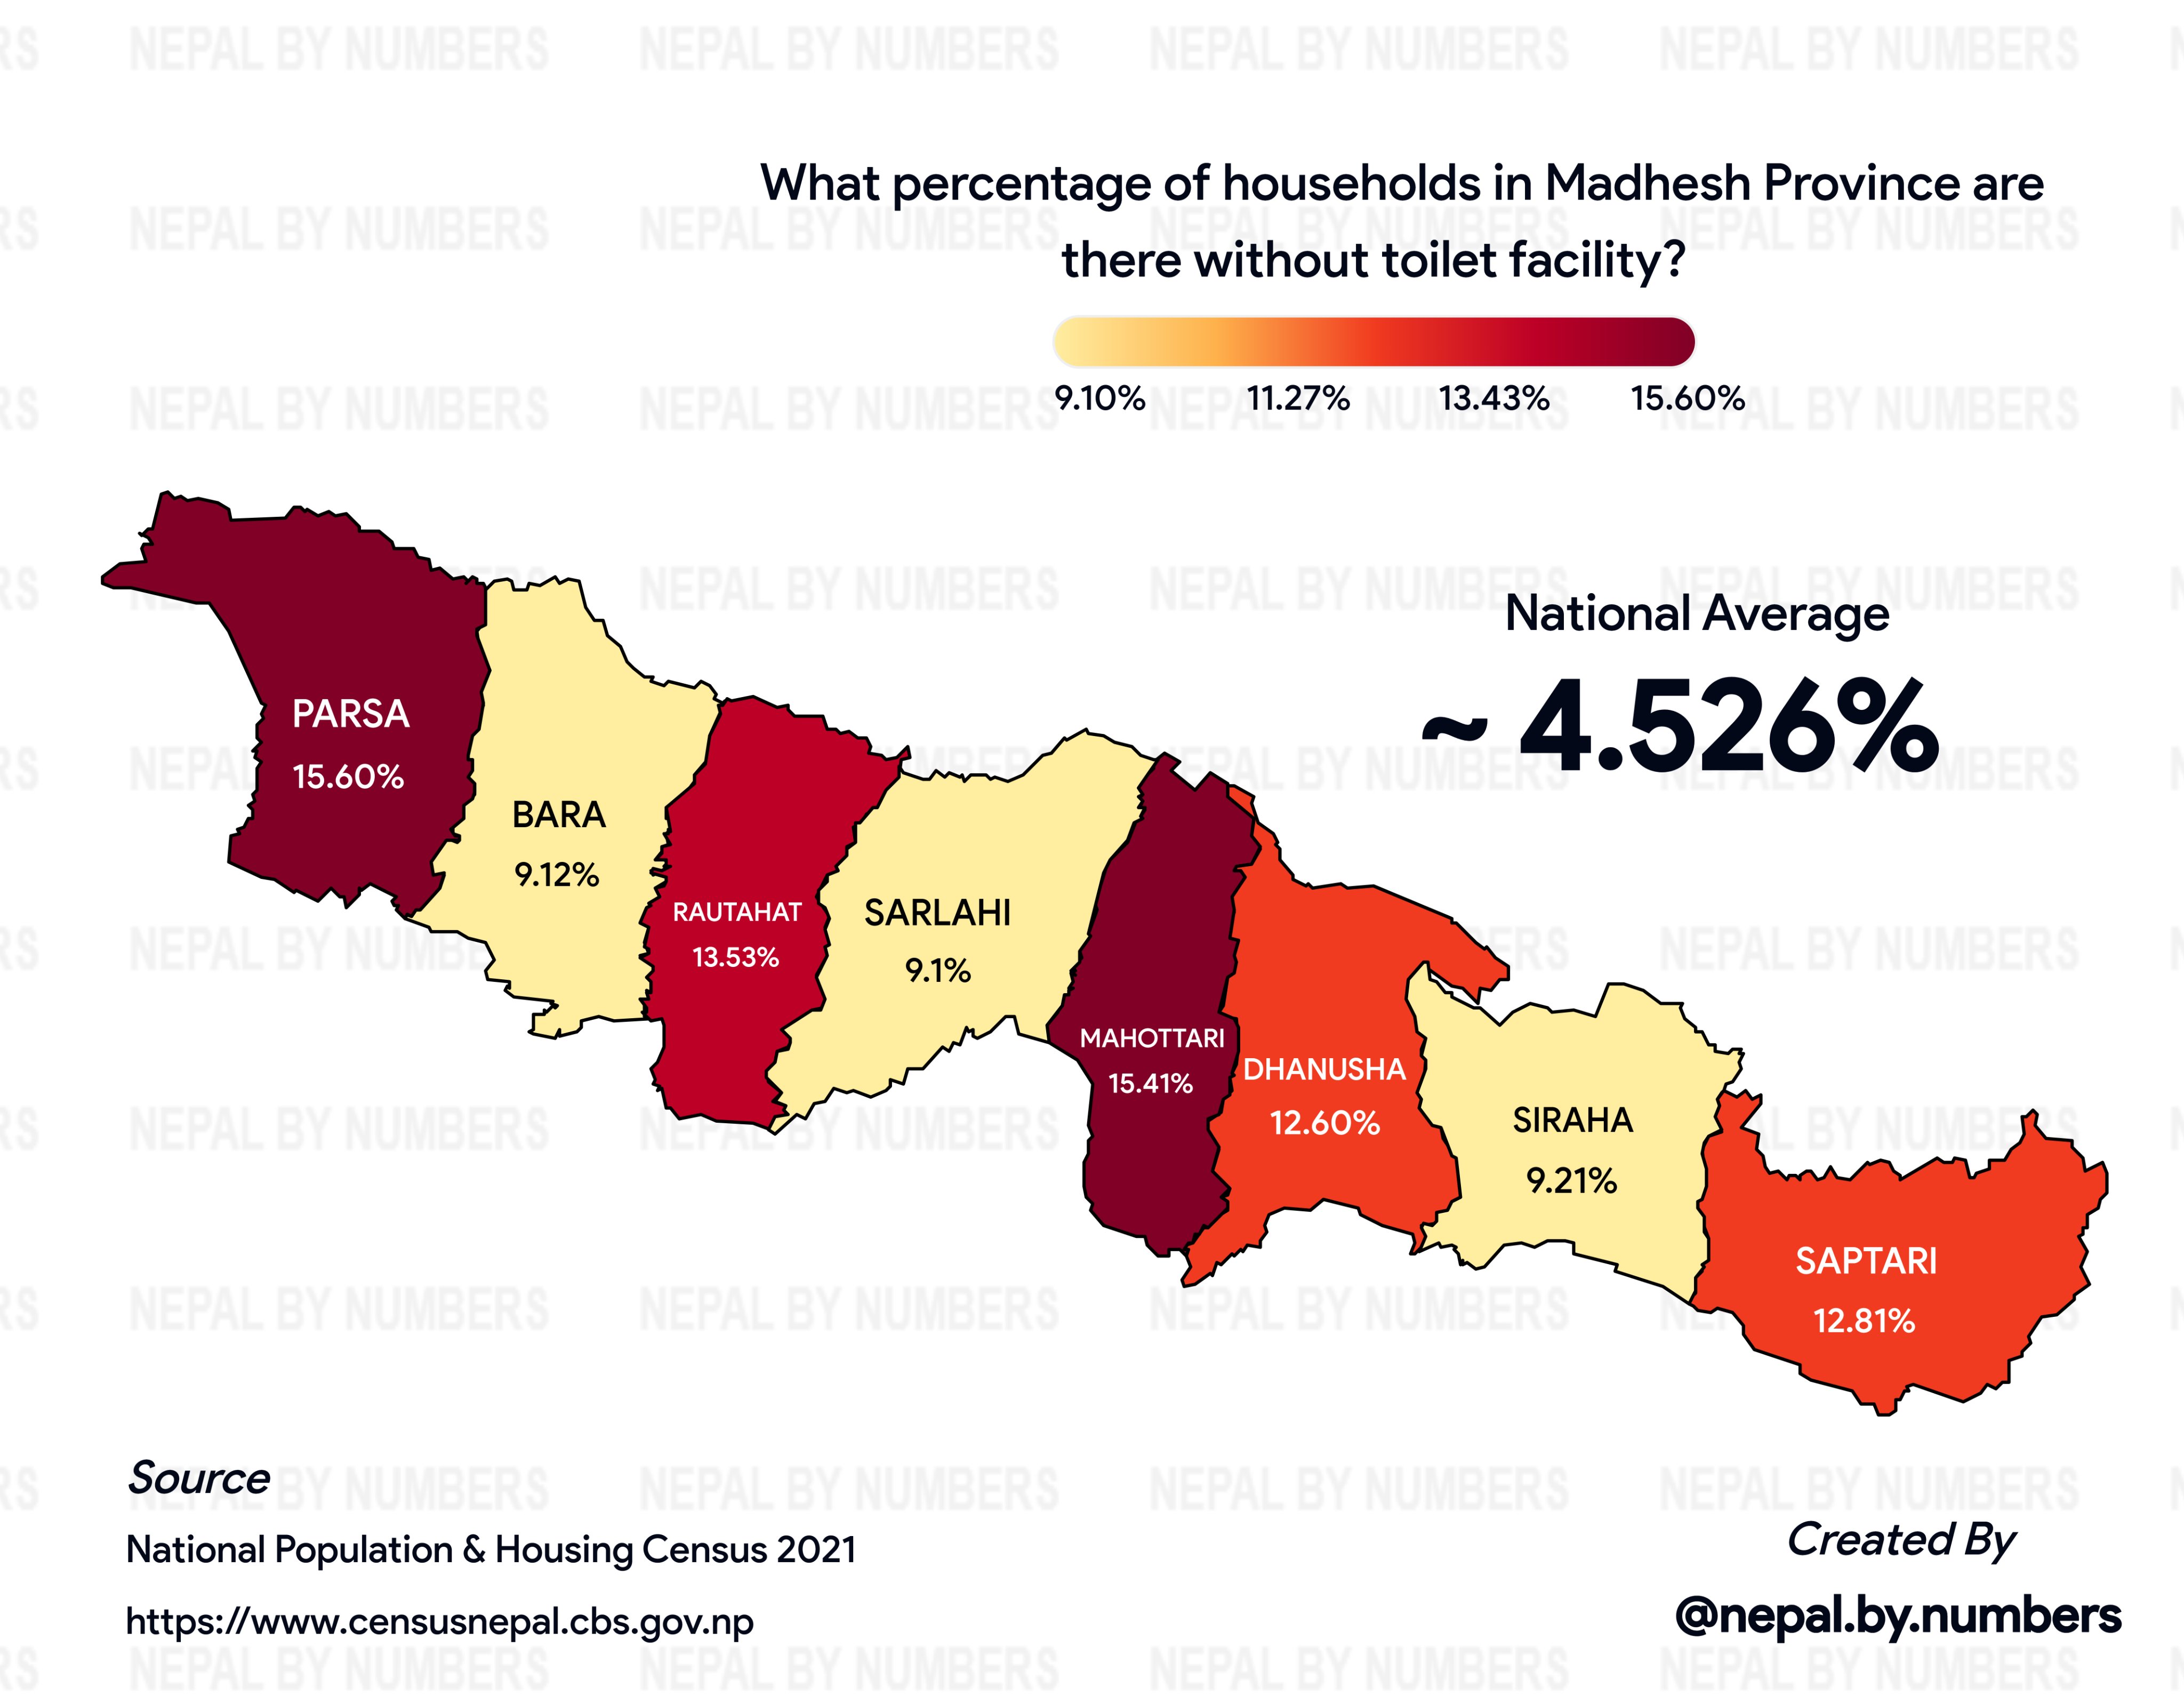 NEPAL BY NUMBERS
What percentage of households in Madhesh Province are
there without toilet facility?
9.10% 11.27% 13.43% 15.60%
National Average
~ 4.526%
PARSA
15.60%
BARA
9.12%
RAUTAHAT
13.53%
SARLAHI
9.1%
MAHOTTARI
15.41%
DHANUSHA
12.60%
SIRAHA
9.21%
SAPTARI
12.81%
Source
National Population & Housing Census 2021
https://www.censusnepal.cbs.gov.np
Created By
@nepal.by.numbers